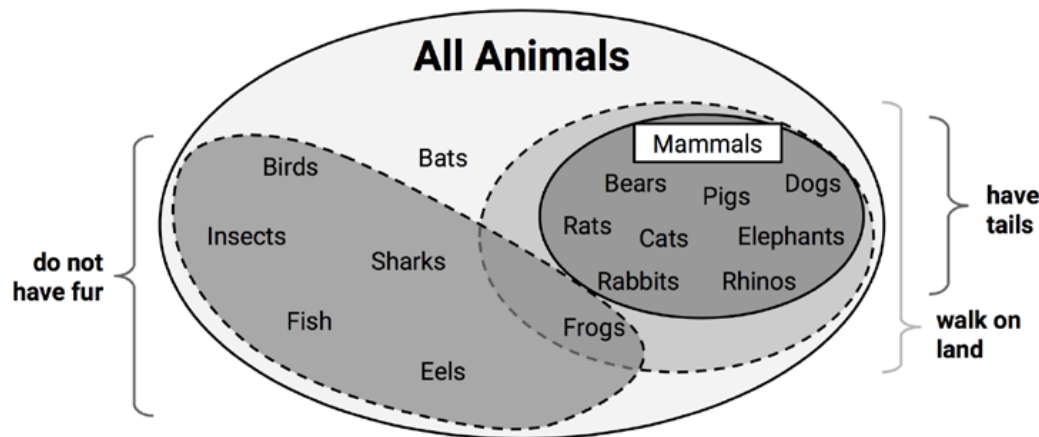 All Animals
Mammals
Birds
Bats
Bears
Pigs
Dogs
Insects
Sharks
Rats
Cats
Elephants
Rabbits
Rhinos
Fish
Frogs
Eels
do not
have fur
have
tails
walk on
land